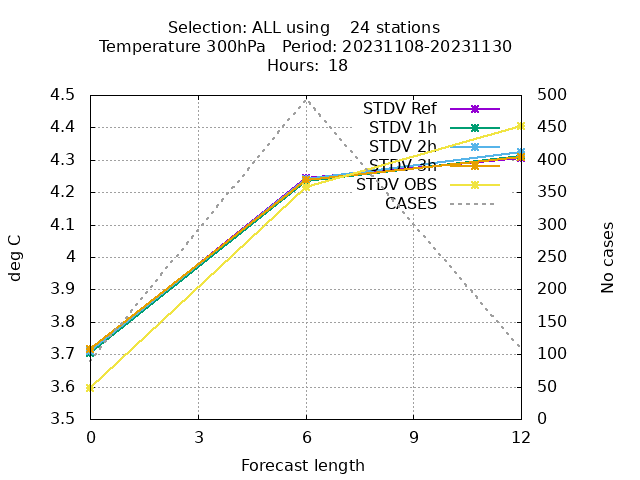 Selection: ALL using    24 stations
Temperature 300hPa   Period: 20231108-20231130
Hours:  18
4.5
4.4
4.3
4.2
4.1
4
3.9
3.8
3.7
3.6
3.5
500
450
400
350
300
250
200
150
100
50
0
STDV Ref
STDV 1h
STDV 2h
STDV 3h
STDV OBS
CASES
deg C
No cases
0 3 6 9 12
Forecast length